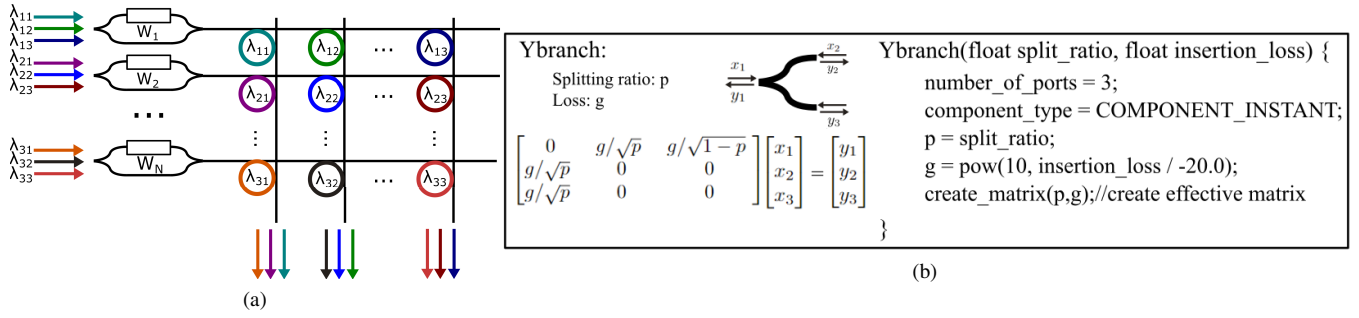 λ11
λ12
λ13
W1
λ11 λ12 ... λ13
λ21
λ22
λ23
W2
λ21 λ22 λ23
...
⋮ ⋮ ⋮
λ31
λ32
λ33
WN
λ31 λ32 ... λ33
(a)
Ybranch:
Splitting ratio: p
Loss: g
x1
y1
x2
y2
y3
[0 g/√p g/√1−p] [x1] [y1]
[g/√p 0 0] [x2] = [y2]
[g/√p 0 0] [x3] [y3]
Ybranch(float split_ratio, float insertion_loss) {
number_of_ports = 3;
component_type = COMPONENT_INSTANT;
p = split_ratio;
g = pow(10, insertion_loss / -20.0);
create_matrix(p,g);//create effective matrix
}
(b)